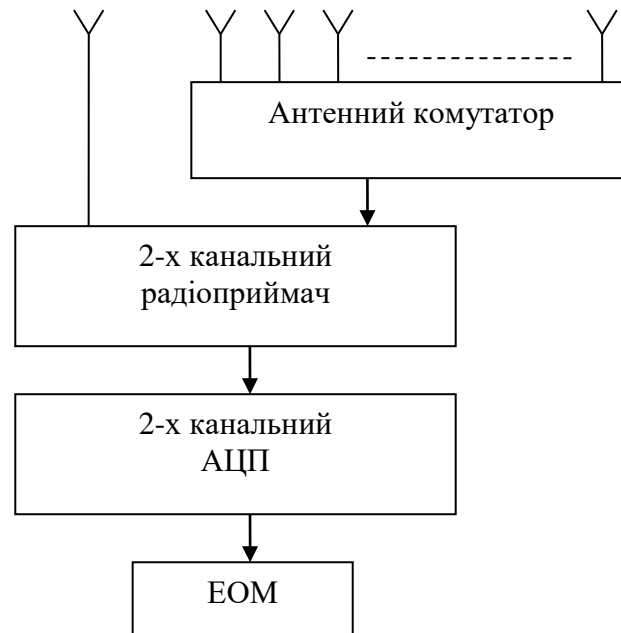 Антенний комутатор
2-х канальний
радіоприймач
2-х канальний
АЦП
ЕОМ